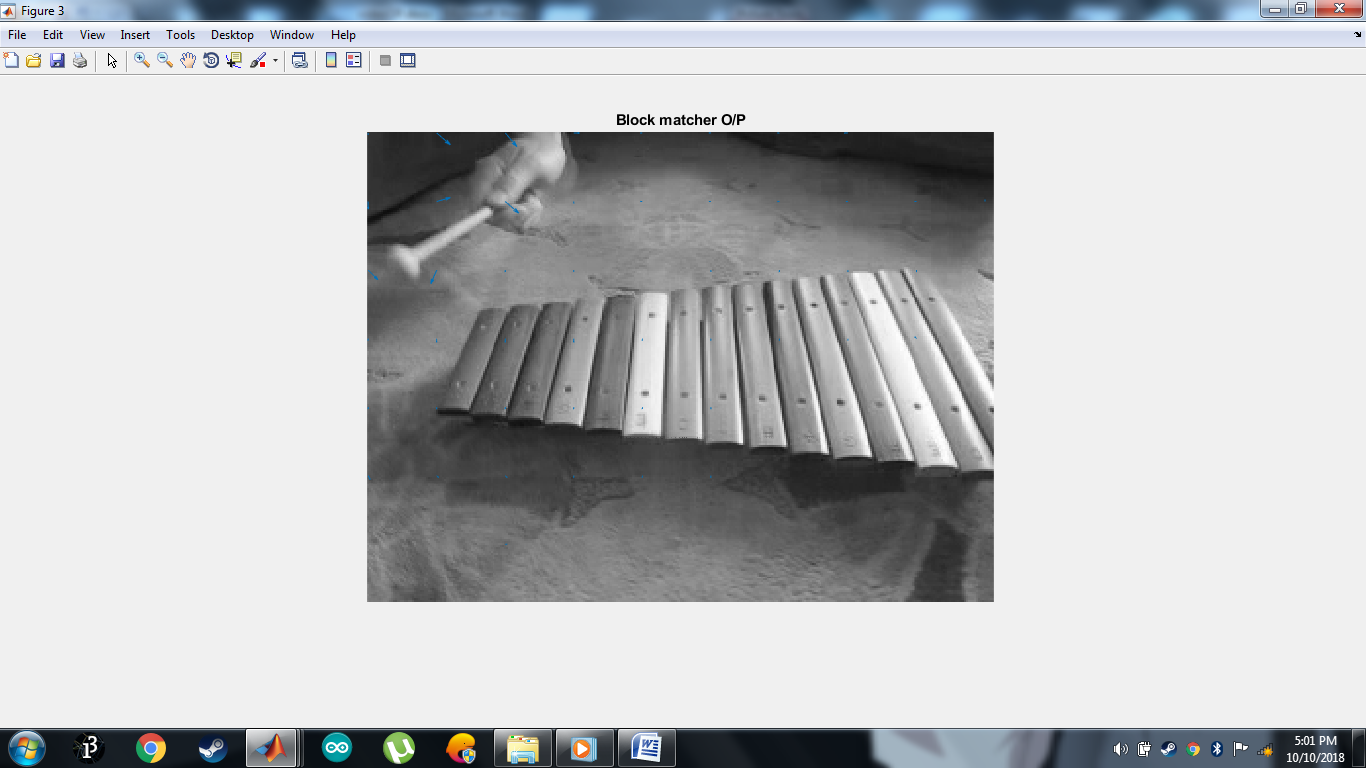 Figure 3
File Edit View Insert Tools Desktop Window Help
Block matcher O/P
5:01 PM
10/10/2018